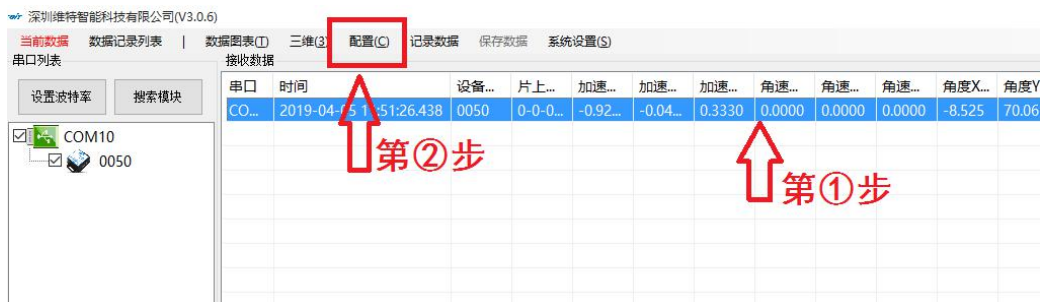 深圳维特智能科技有限公司(V3.0.6)
当前数据 数据记录列表 | 数据图表(T) 三维(3) 配置(C) 记录数据 保存数据 系统设置(S)
串口列表 接收数据
设置波特率 搜索模块
串口 时间 设备... 片上... 加速... 加速... 加速... 角速... 角速... 角速... 角度X... 角度Y
CO... 2019-04-05 1 :51:26.438 0050 0-0-0... -0.92... -0.04... 0.3330 0.0000 0.0000 0.0000 -8.525 70.06
COM10
0050
第②步
第①步